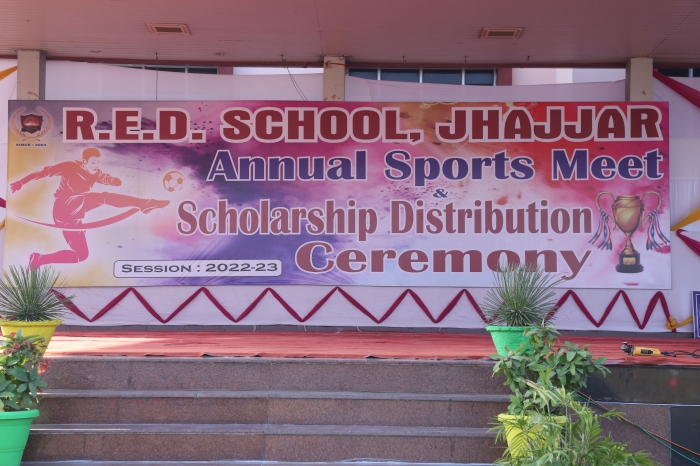 R.E.D. SCHOOL, JHAJJAR
Annual Sports Meet
&
Scholarship Distribution
Ceremony
SESSION : 2022-23